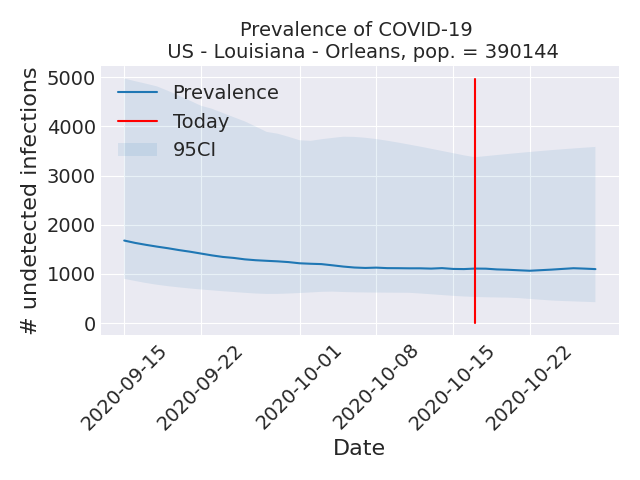 Prevalence of COVID-19
US - Louisiana - Orleans, pop. = 390144
# undetected infections
5000
4000
3000
2000
1000
0
Prevalence
Today
95CI
2020-09-15
2020-09-22
2020-10-01
2020-10-08
2020-10-15
2020-10-22
Date